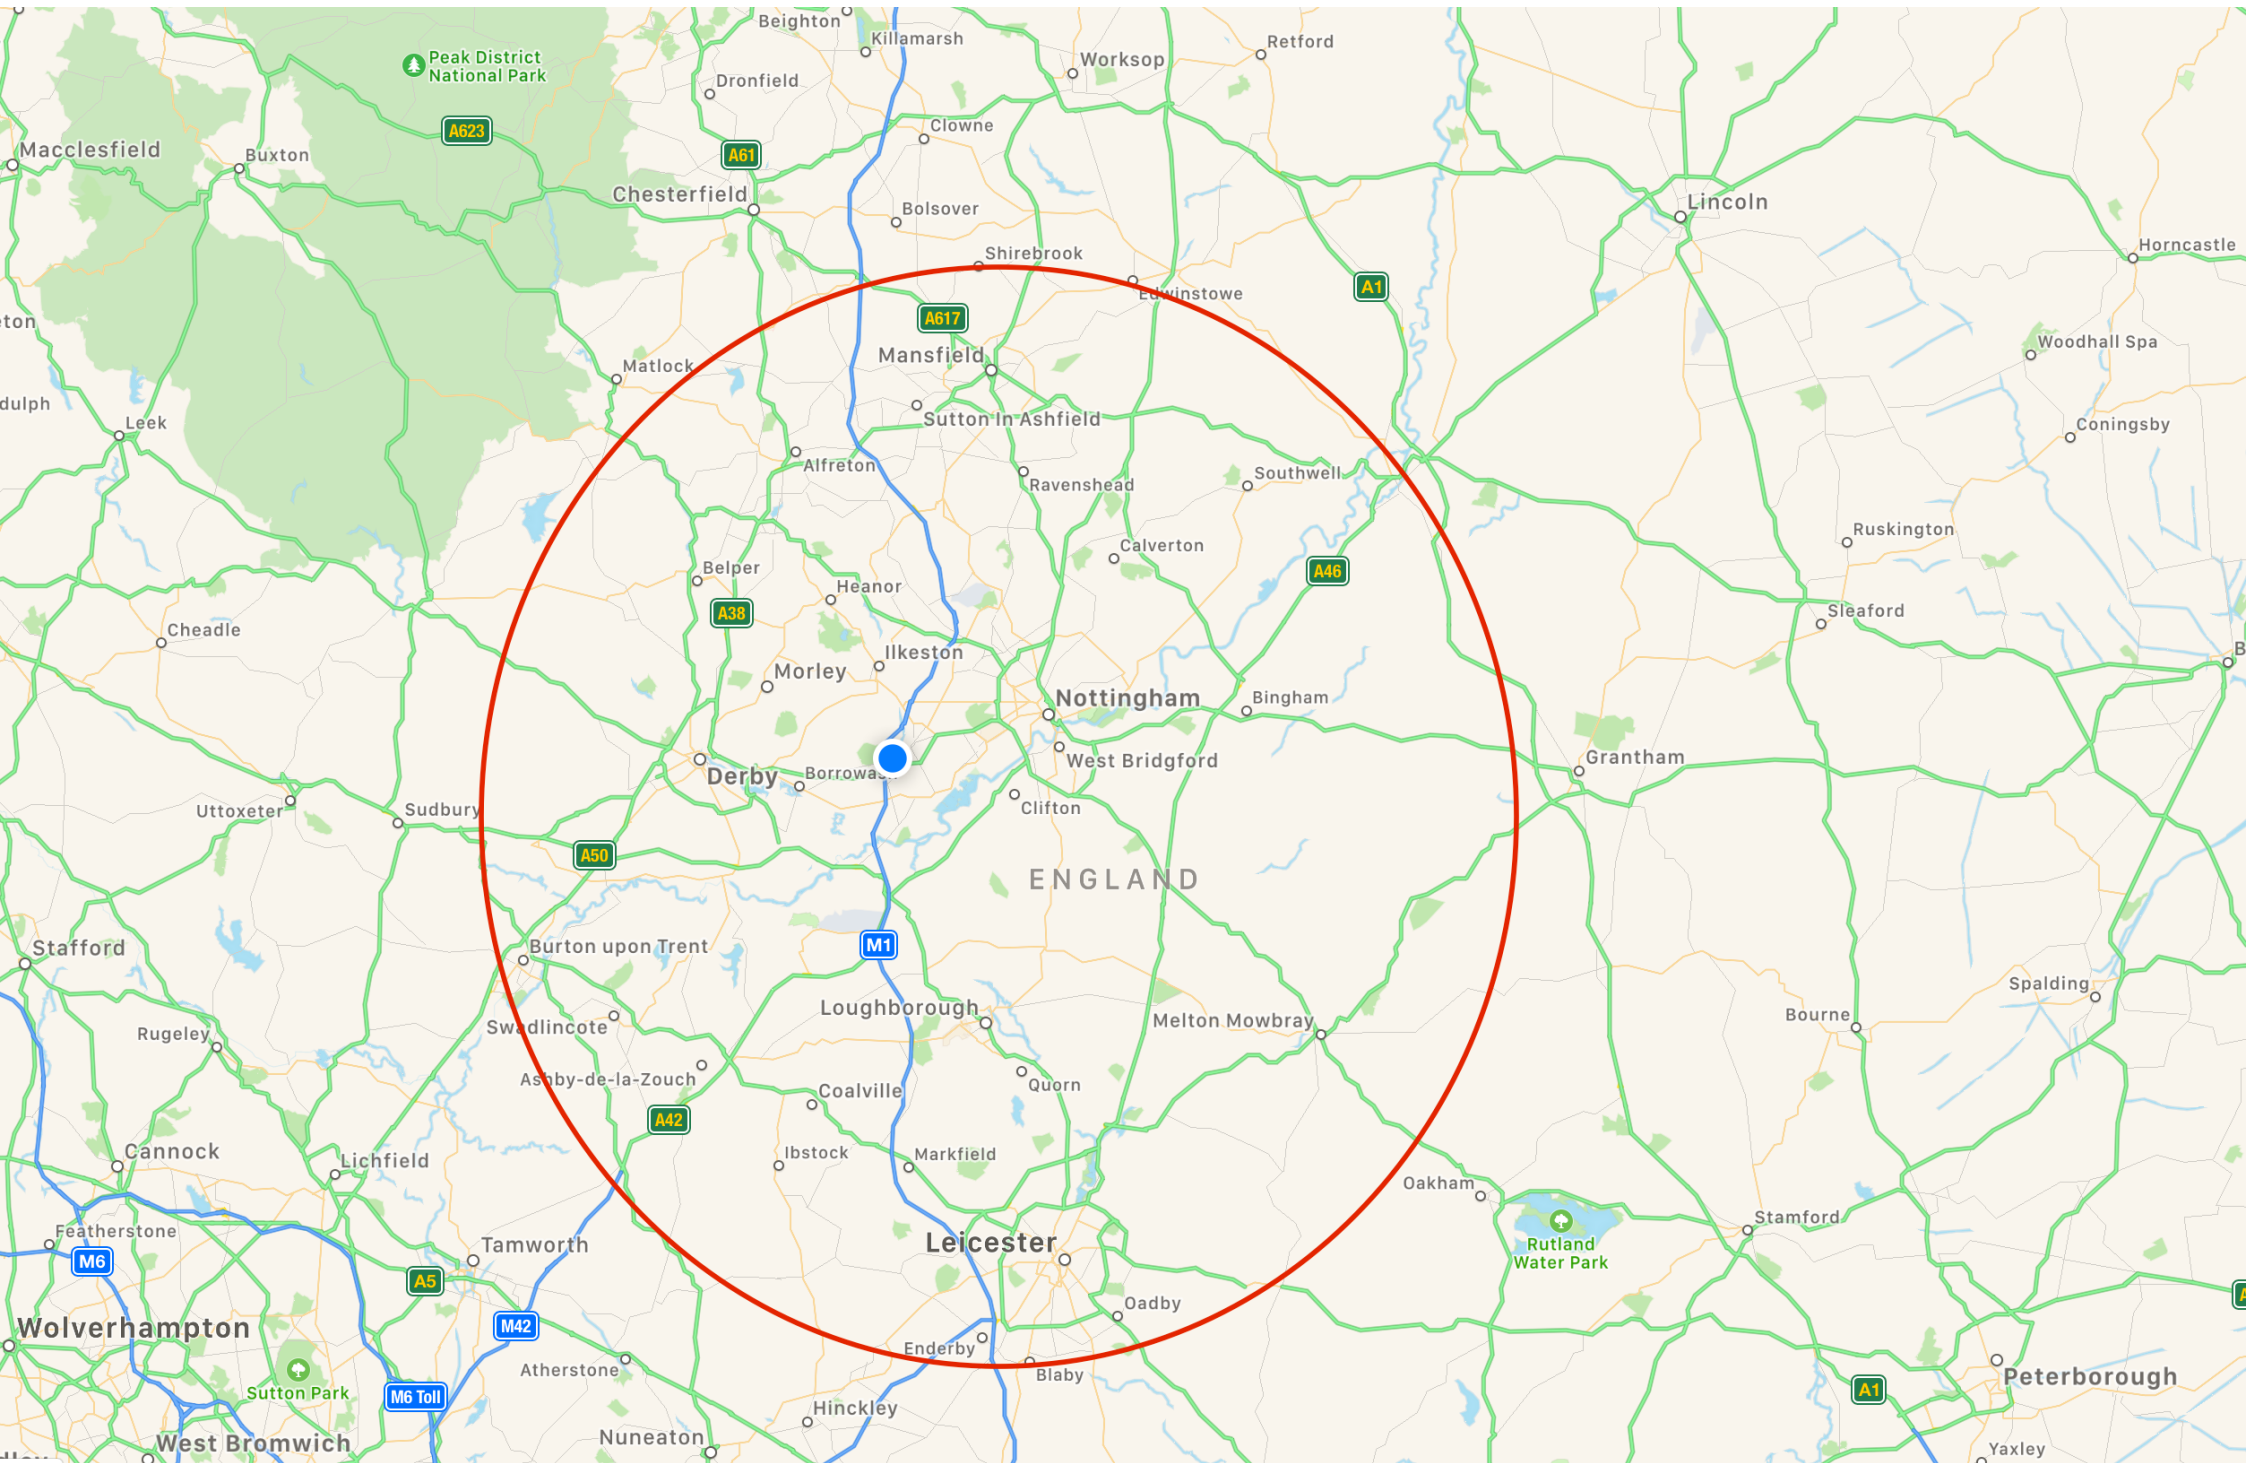 Beighton
Killamarsh
Retford
Peak District
National Park
Worksop
Dronfield
A623
Clowne
Macclesfield
Buxton
A61
Chesterfield
Bolsover
Lincoln
Shirebrook
Horncastle
A1
Edwinstowe
A617
eton
Woodhall Spa
Mansfield
Matlock
dulph
Sutton In Ashfield
Leek
Coningsby
Alfreton
Southwell
Ravenshead
Ruskington
Calverton
Belper
A46
Heanor
A38
Sleaford
Cheadle
Ilkeston
B
Morley
Nottingham
Bingham
Derby
Borrowash
West Bridgford
Grantham
Uttoxeter
Sudbury
Clifton
A50
ENGLAND
Stafford
Burton upon Trent
M1
Spalding
Loughborough
Bourne
Swadlincote
Melton Mowbray
Rugeley
Ashby-de-la-Zouch
Quorn
Coalville
A42
Cannock
Ibstock
Markfield
Lichfield
Oakham
Stamford
Featherstone
Tamworth
Leicester
Rutland
Water Park
M6
A5
Oadby
Wolverhampton
M42
Enderby
Atherstone
Blaby
Peterborough
Sutton Park
M6 Toll
A1
Hinckley
Nuneaton
West Bromwich
Yaxley